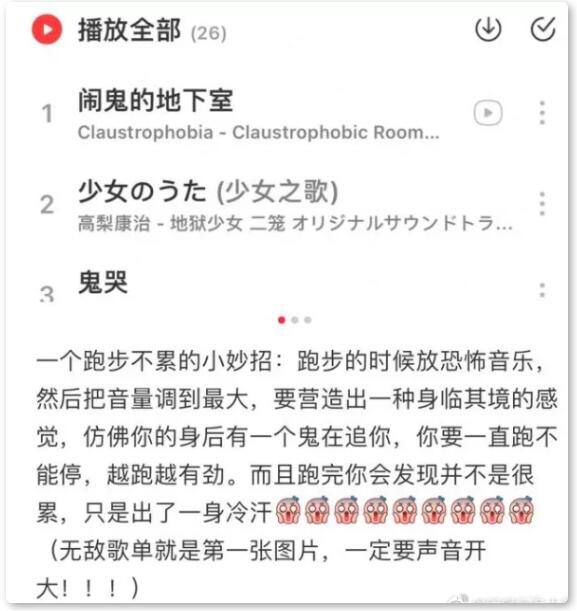 播放全部 (26)
1
闹鬼的地下室
Claustrophobia - Claustrophobic Room...
2
少女のうた (少女之歌)
高梨康治 - 地獄少女 二笼 オリジナルサウンドトラ...
3
鬼哭
一个跑步不累的小妙招：跑步的时候放恐怖音乐，
然后把音量调到最大，要营造出一种身临其境的感
觉，仿佛你的身后有一个鬼在追你，你要一直跑不
能停，越跑越有劲。而且跑完你会发现并不是很
累，只是出了一身冷汗😱😱😱😱😱😱😱😱😱
（无敌歌单就是第一张图片，一定要声音开
大！！！）